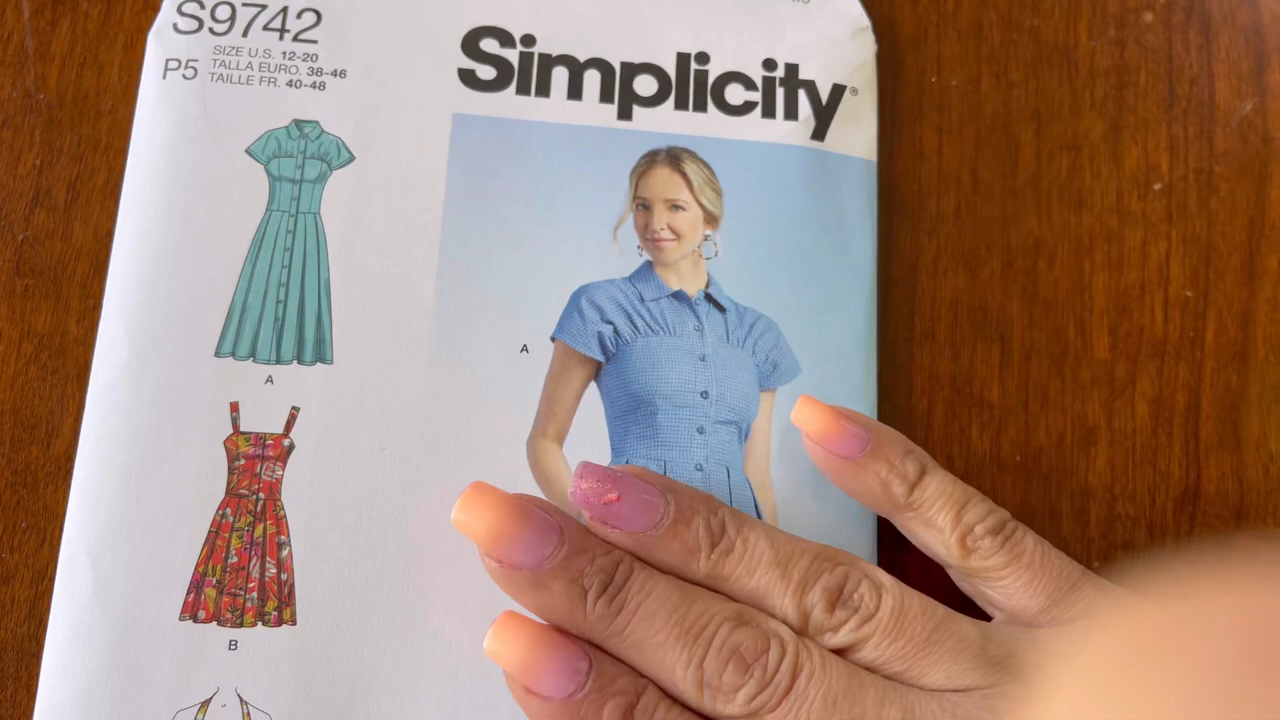 S9742
P5
SIZE U.S. 12-20
TALLA EURO. 38-46
TAILLE FR. 40-48
Simplicity®
A
A
B